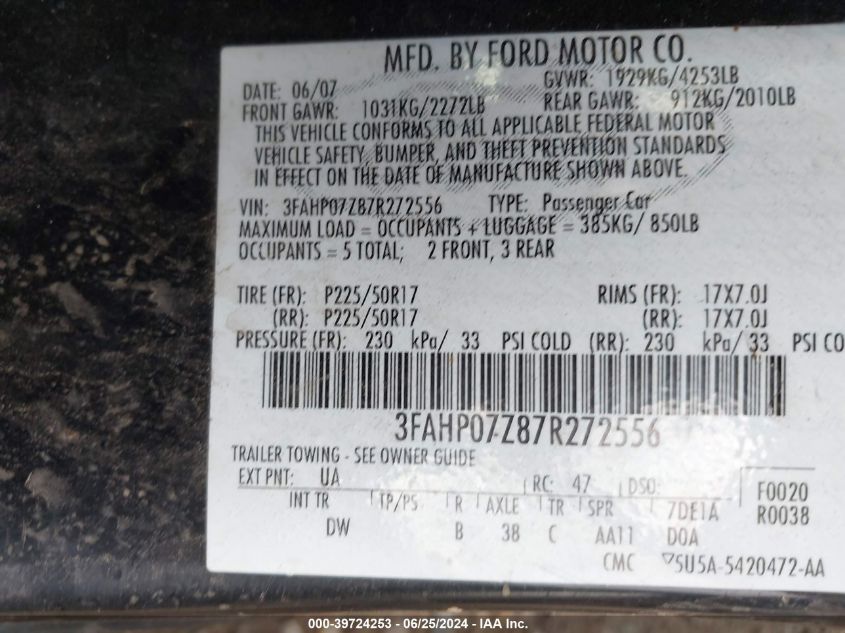 MFD. BY FORD MOTOR CO.
DATE: 06/07 GVWR: 1929KG/4253LB
FRONT GAWR: 1031KG/2272LB REAR GAWR: 912KG/2010LB
THIS VEHICLE CONFORMS TO ALL APPLICABLE FEDERAL MOTOR
VEHICLE SAFETY, BUMPER, AND THEFT PREVENTION STANDARDS
IN EFFECT ON THE DATE OF MANUFACTURE SHOWN ABOVE.
VIN: 3FAHP07Z87R272556 TYPE: Passenger Car
MAXIMUM LOAD = OCCUPANTS + LUGGAGE = 385KG/ 850LB
OCCUPANTS = 5 TOTAL; 2 FRONT, 3 REAR
TIRE (FR): P225/50R17 RIMS (FR): 17X7.0J
(RR): P225/50R17 (RR): 17X7.0J
PRESSURE (FR): 230 kPa/ 33 PSI COLD (RR): 230 kPa/ 33 PSI CO
3FAHP07Z87R272556
TRAILER TOWING - SEE OWNER GUIDE
EXT PNT: UA RC: 47 DSO: F0020
INT TR TP/PS R AXLE TR SPR 7DE1A R0038
DW B 38 C AA11 DOA
CMC 5U5A-5420472-AA
000-39724253 - 06/25/2024 - IAA Inc.